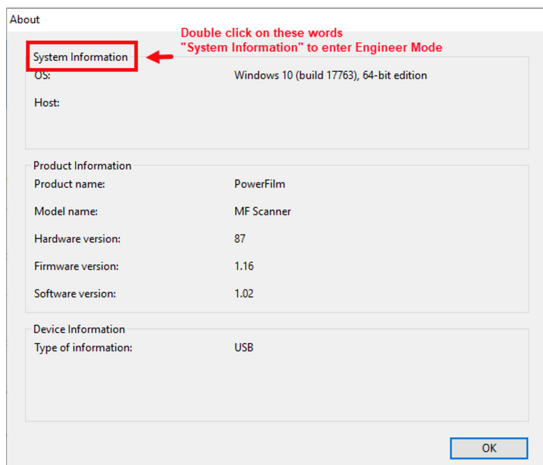 About
Double click on these words
"System Information" to enter Engineer Mode
System Information
OS: Windows 10 (build 17763), 64-bit edition
Host:
Product Information
Product name: PowerFilm
Model name: MF Scanner
Hardware version: 87
Firmware version: 1.16
Software version: 1.02
Device Information
Type of information: USB
OK